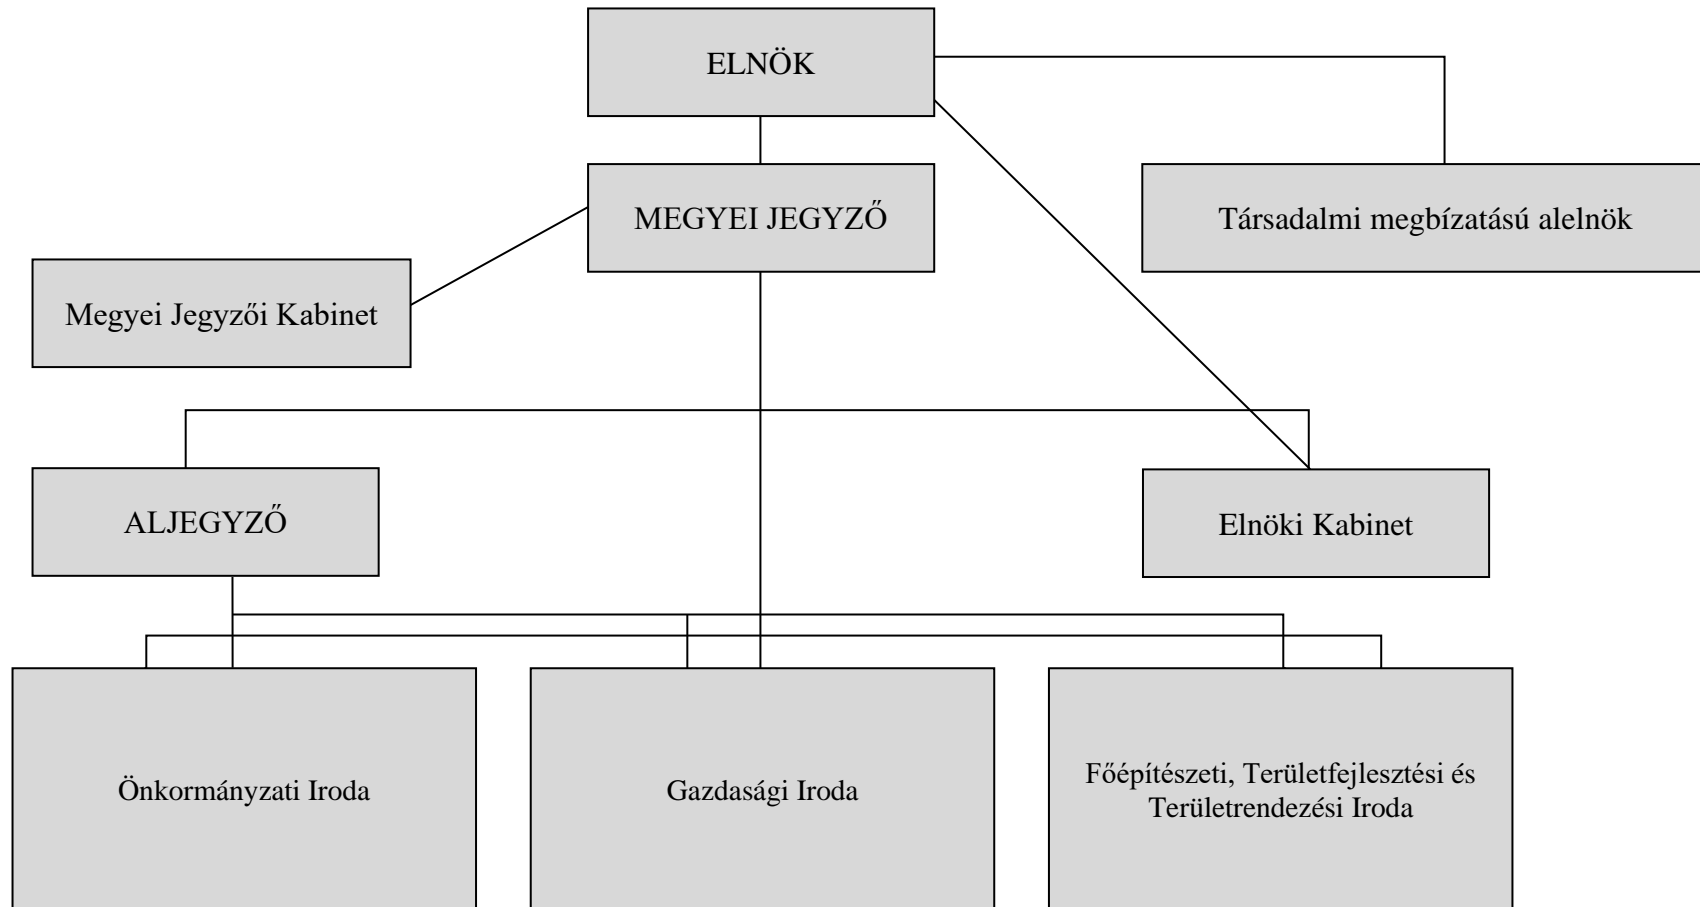 ELNÖK
MEGYEI JEGYZŐ
Társadalmi megbízatású alelnök
Megyei Jegyzői Kabinet
ALJEGYZŐ
Elnöki Kabinet
Önkormányzati Iroda
Gazdasági Iroda
Főépítészeti, Területfejlesztési és
Területrendezési Iroda